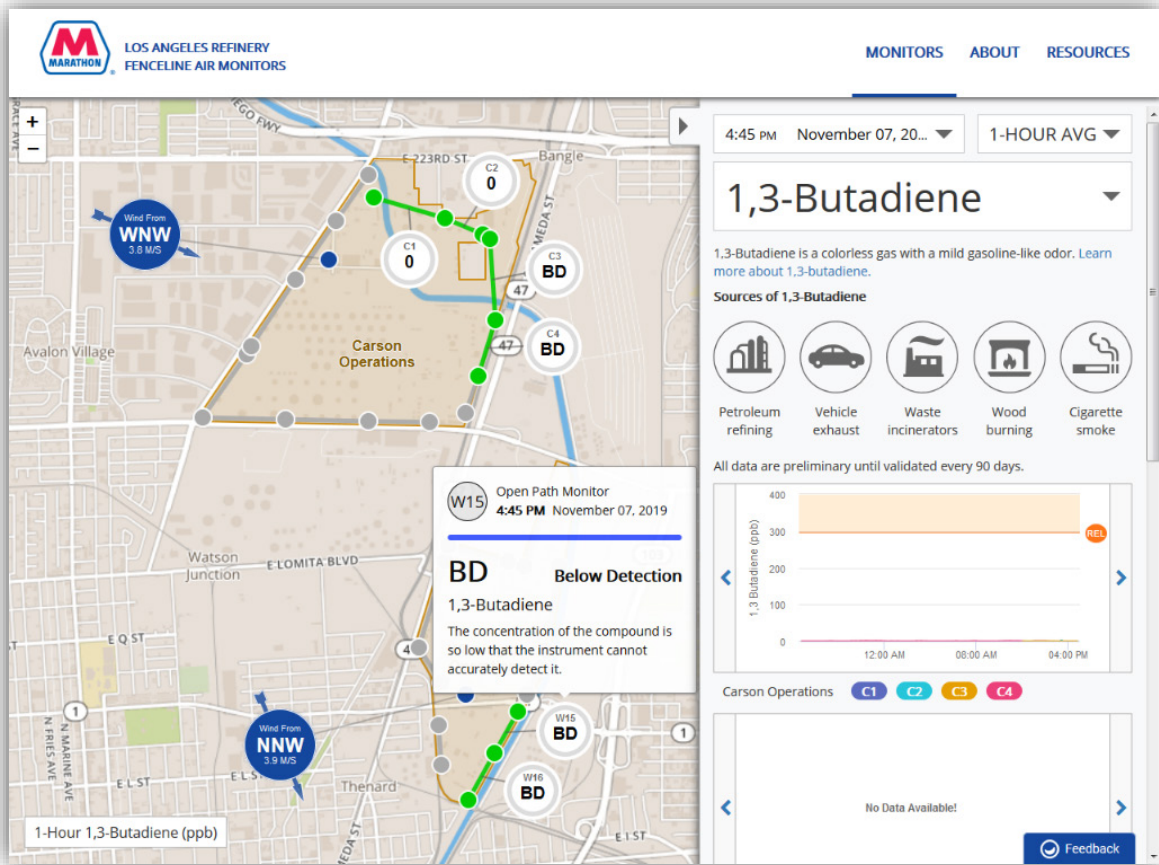 MARATHON
LOS ANGELES REFINERY
FENCELINE AIR MONITORS
MONITORS
ABOUT
RESOURCES
+
−
E 223RD ST
Bangle
C2
0
C1
0
C3
BD
C4
BD
47
47
Wind From
WNW
3.8 M/S
Avalon Village
Carson
Operations
Watson
Junction
E LOMITA BLVD
W15
Open Path Monitor
4:45 PM November 07, 2019
BD
Below Detection
1,3-Butadiene
The concentration of the compound is
so low that the instrument cannot
accurately detect it.
E Q ST
1
N FRIES AVE
N MARINE AVE
E L ST
Wind From
NNW
3.9 M/S
Thenard
W15
BD
W16
BD
1
E I ST
1-Hour 1,3-Butadiene (ppb)
4:45 PM November 07, 20...
1-HOUR AVG
1,3-Butadiene
1,3-Butadiene is a colorless gas with a mild gasoline-like odor. Learn
more about 1,3-butadiene.
Sources of 1,3-Butadiene
Petroleum
refining
Vehicle
exhaust
Waste
incinerators
Wood
burning
Cigarette
smoke
All data are preliminary until validated every 90 days.
1,3 Butadiene (ppb)
400
300
200
100
0
REL
12:00 AM
08:00 AM
04:00 PM
Carson Operations
C1
C2
C3
C4
No Data Available!
Feedback